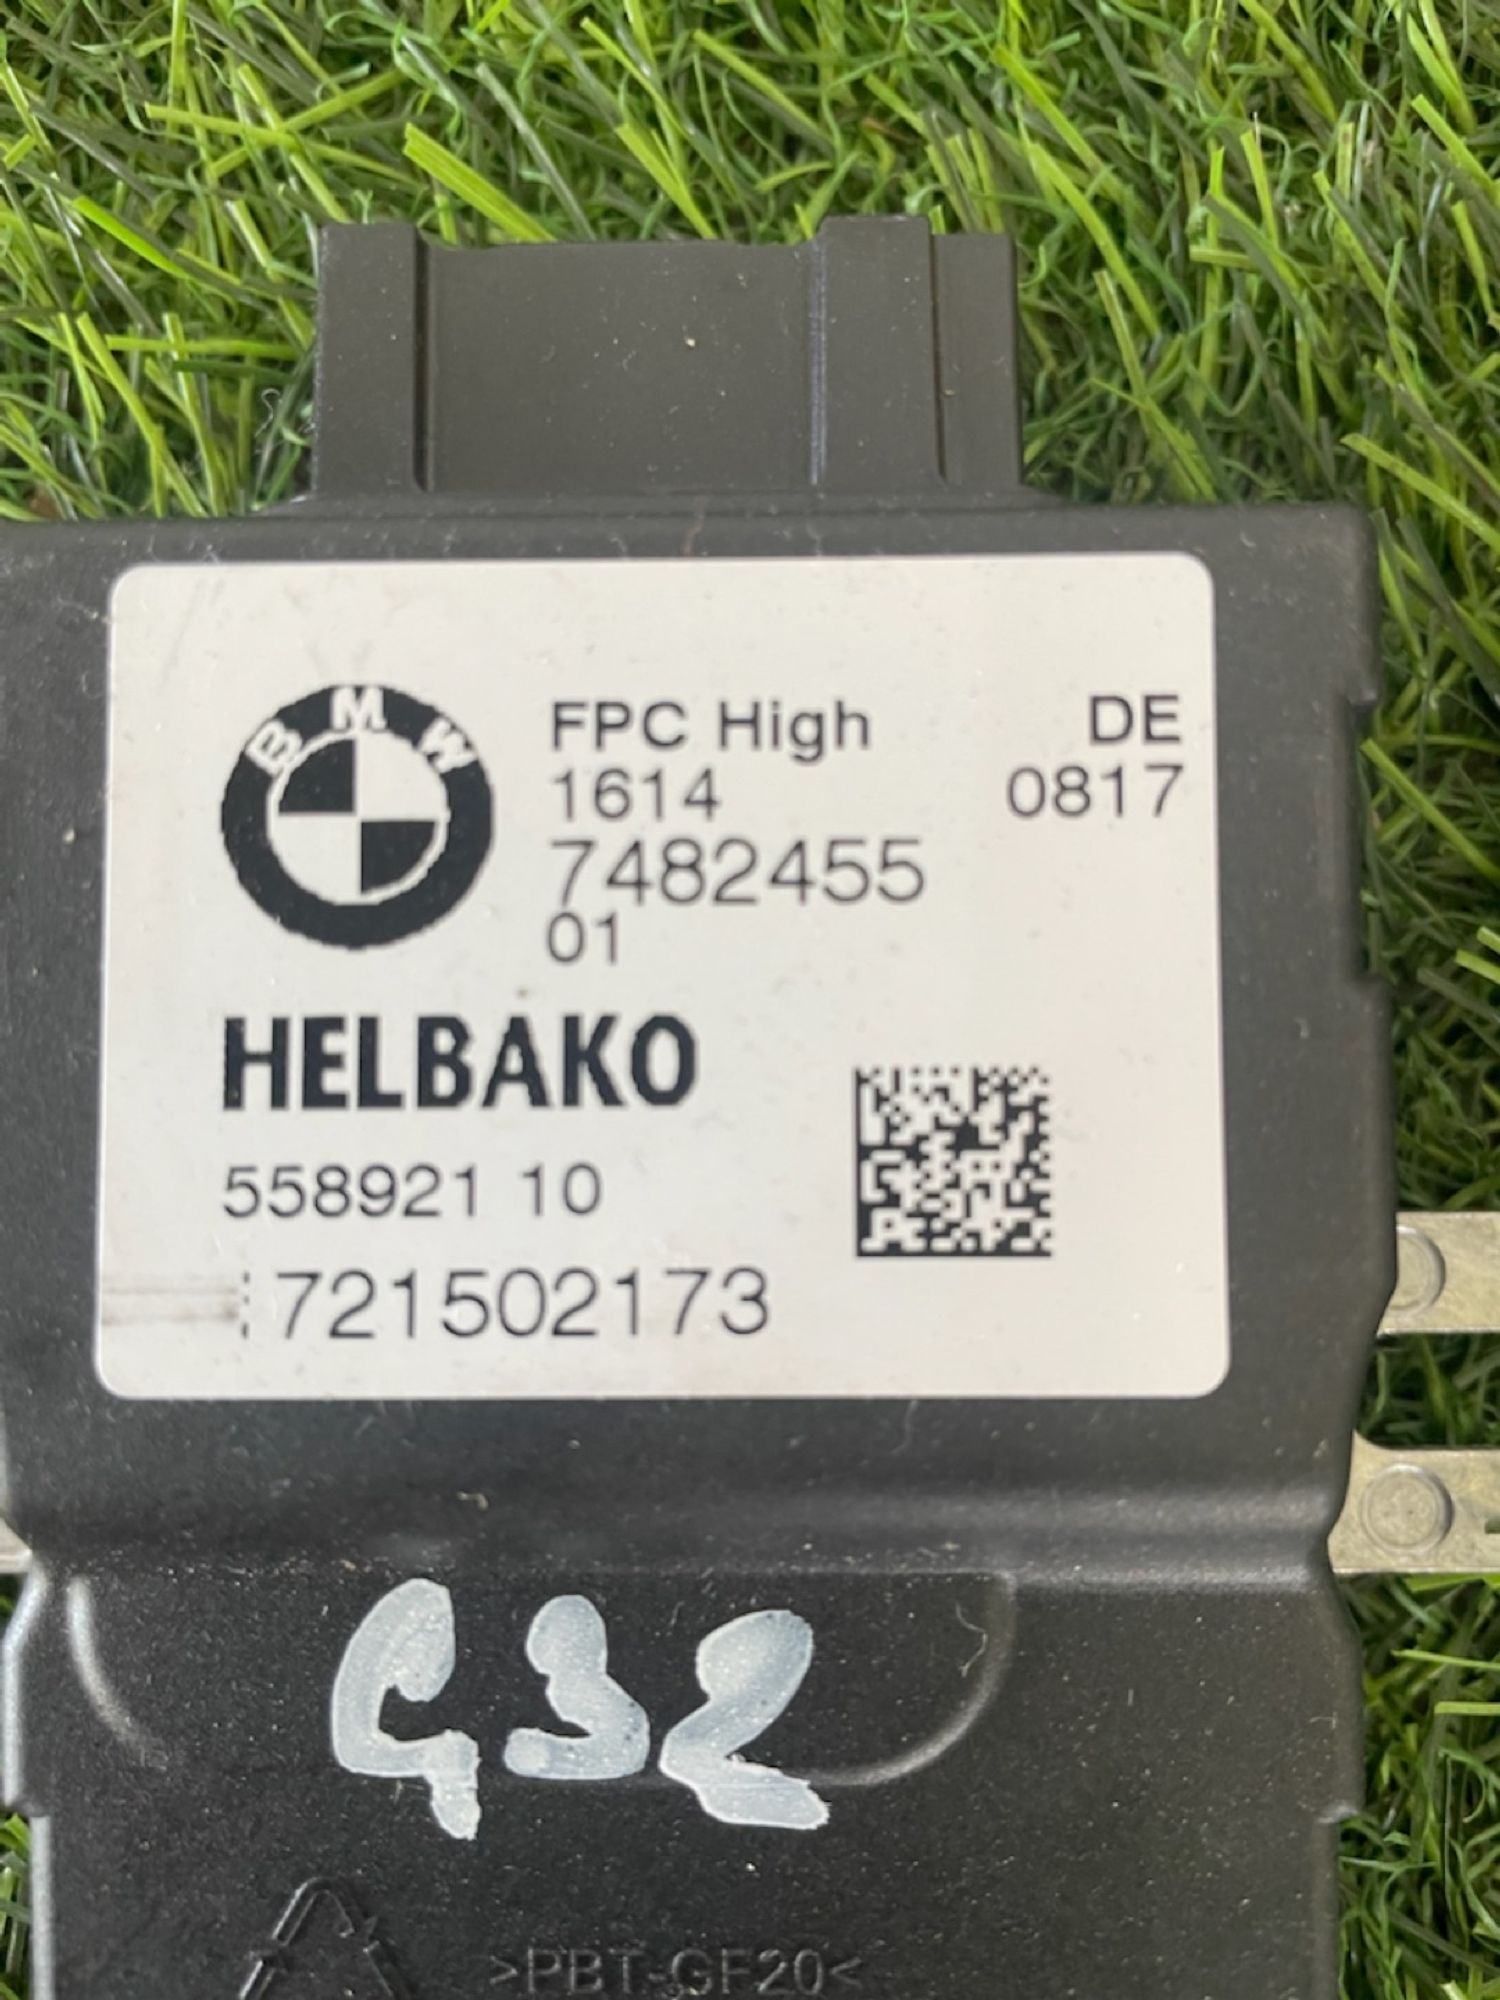 BMW
FPC High DE
1614 0817
7482455
01
HELBAKO
558921 10
721502173
G32
>PBT-GF20<